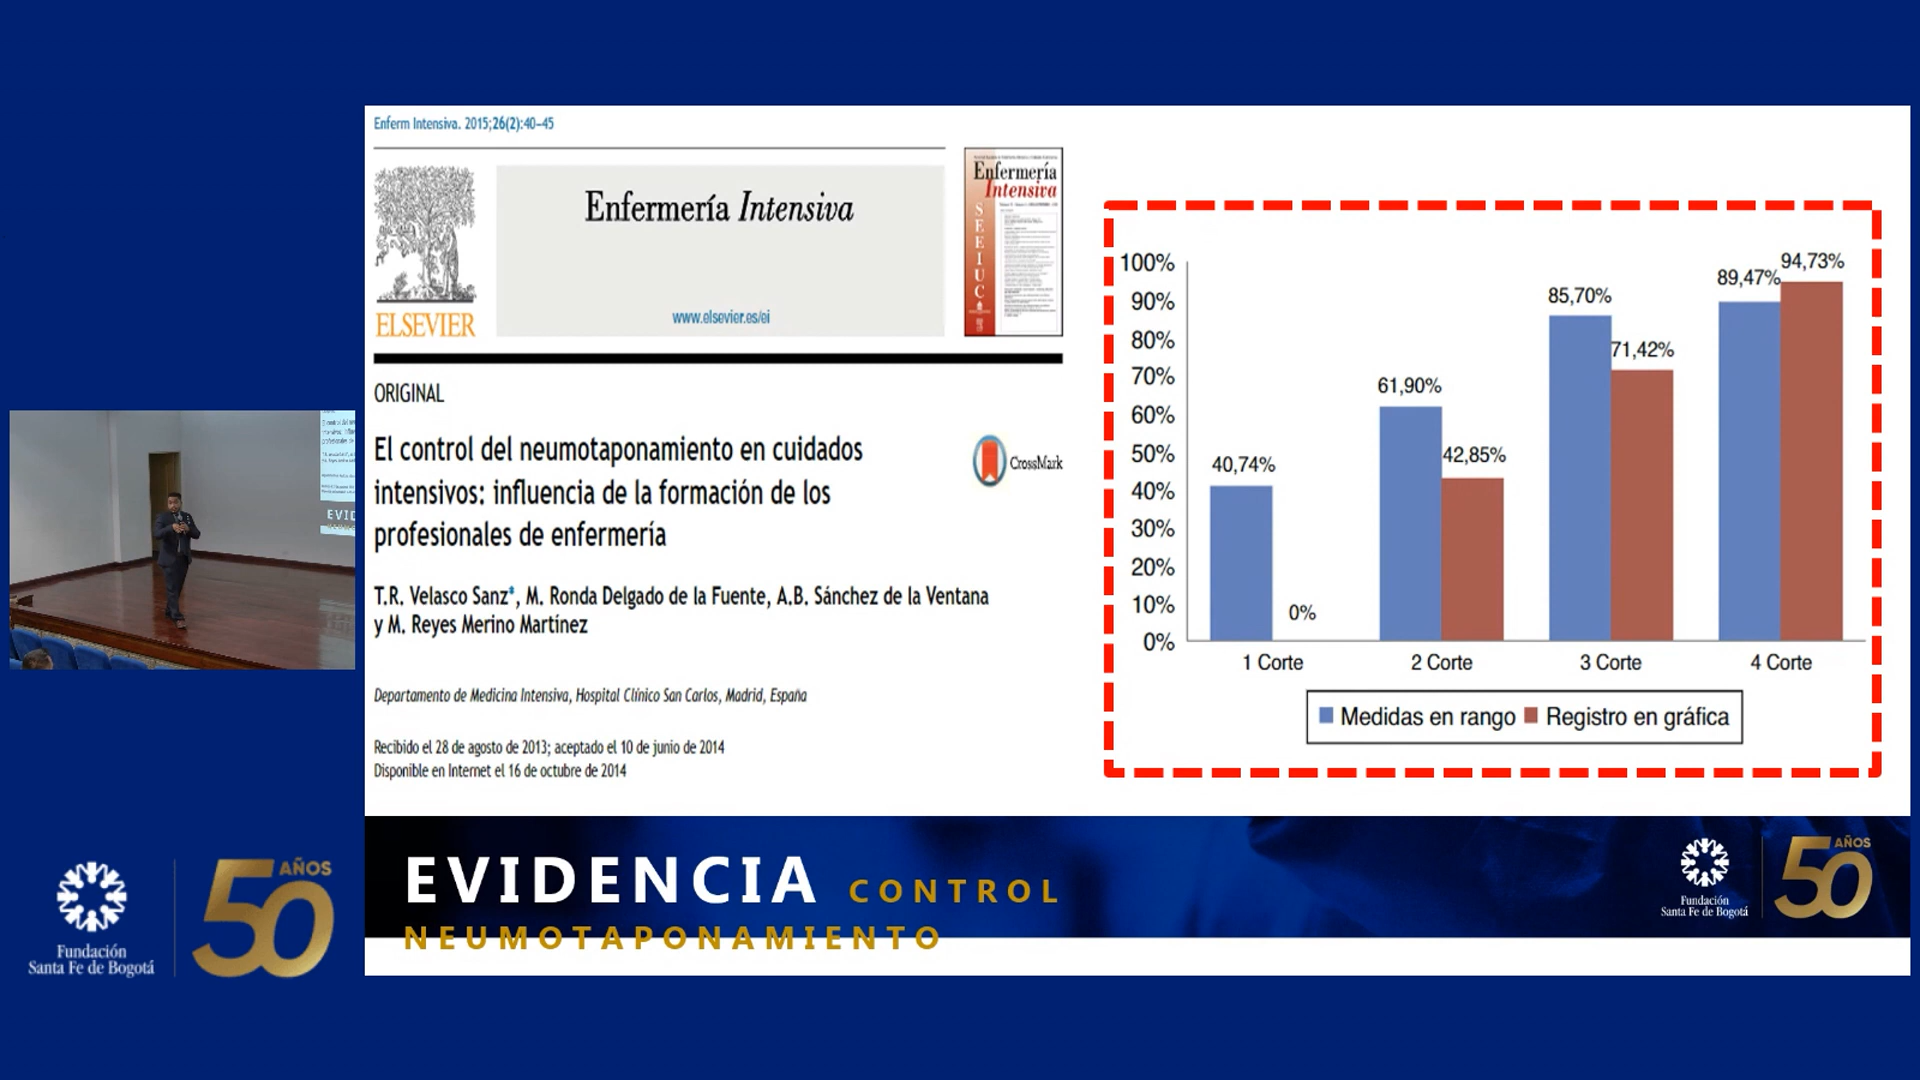 Enferm Intensiva. 2015;26(2):40-45
Enfermería Intensiva
www.elsevier.es/ei
ELSEVIER
Enfermería
Intensiva
SEEIUC
ORIGINAL
El control del neumotaponamiento en cuidados
intensivos: influencia de la formación de los
profesionales de enfermería
CrossMark
T.R. Velasco Sanz*, M. Ronda Delgado de la Fuente, A.B. Sánchez de la Ventana
y M. Reyes Merino Martínez
Departamento de Medicina Intensiva, Hospital Clínico San Carlos, Madrid, España
Recibido el 28 de agosto de 2013; aceptado el 10 de junio de 2014
Disponible en Internet el 16 de octubre de 2014
100%
90%
80%
70%
60%
50%
40%
30%
20%
10%
0%
40,74%
0%
61,90%
42,85%
85,70%
71,42%
89,47%
94,73%
1 Corte
2 Corte
3 Corte
4 Corte
Medidas en rango
Registro en gráfica
EVIDENCIA CONTROL
NEUMOTAPONAMIENTO
Fundación
Santa Fe de Bogotá
50 AÑOS
EVID
Fundación
Santa Fe de Bogotá
50 AÑOS